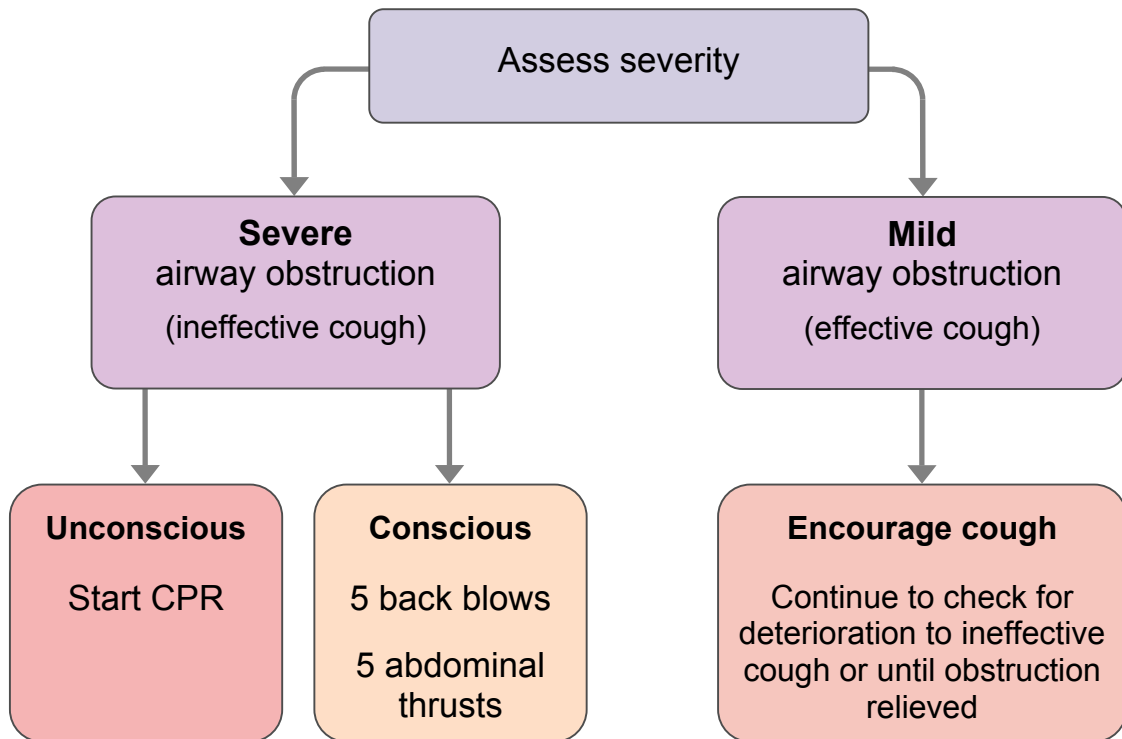 Assess severity
Severe
airway obstruction
(ineffective cough)
Mild
airway obstruction
(effective cough)
Unconscious
Start CPR
Conscious
5 back blows
5 abdominal
thrusts
Encourage cough
Continue to check for
deterioration to ineffective
cough or until obstruction
relieved